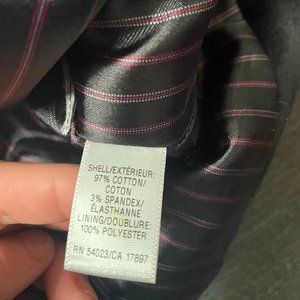 SHELL/EXTÉRIEUR:
97% COTTON/
COTON
3% SPANDEX/
ÉLASTHANNE
LINING/DOUBLURE:
100% POLYESTER
RN 54023/CA 17897